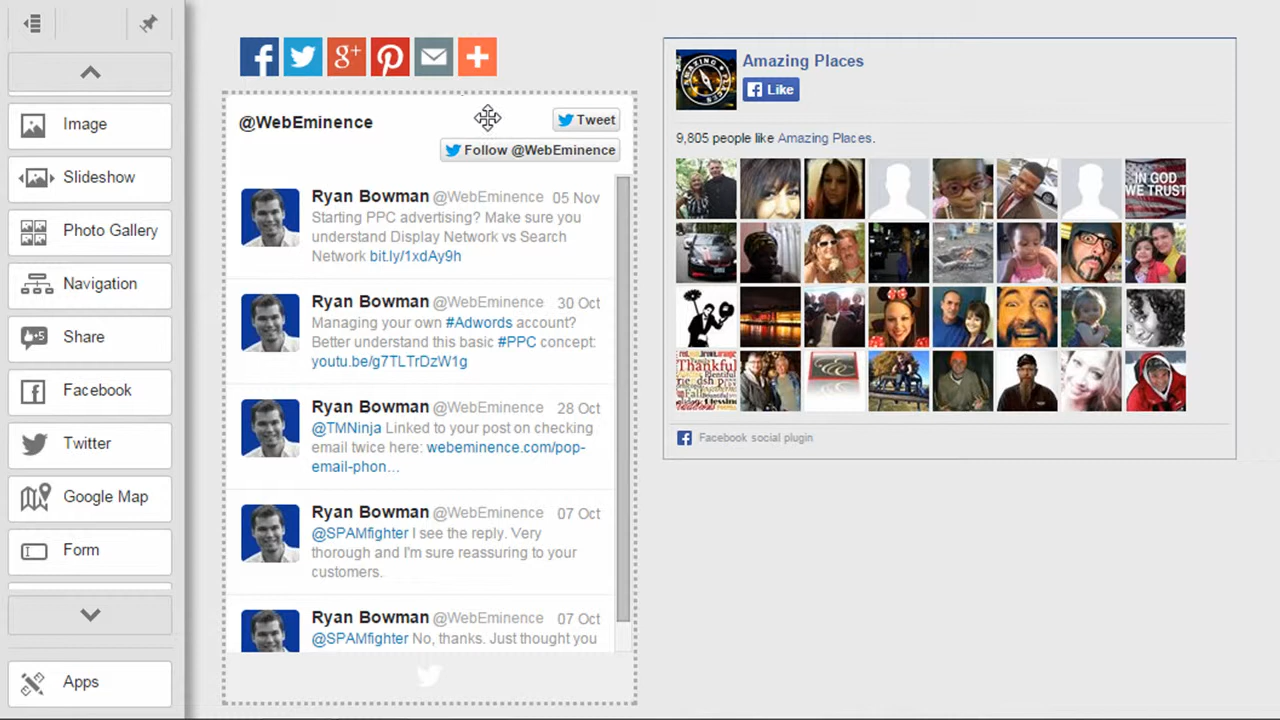 Image
Slideshow
Photo Gallery
Navigation
Share
Facebook
Twitter
Google Map
Form
Apps
@WebEminence
Tweet
Follow @WebEminence
Ryan Bowman @WebEminence 05 Nov
Starting PPC advertising? Make sure you
understand Display Network vs Search
Network bit.ly/1xdAy9h
Ryan Bowman @WebEminence 30 Oct
Managing your own #Adwords account?
Better understand this basic #PPC concept:
youtu.be/g7TLTrDzW1g
Ryan Bowman @WebEminence 28 Oct
@TMNinja Linked to your post on checking
email twice here: webeminence.com/pop-
email-phon…
Ryan Bowman @WebEminence 07 Oct
@SPAMfighter I see the reply. Very
thorough and I'm sure reassuring to your
customers.
Ryan Bowman @WebEminence 07 Oct
@SPAMfighter No, thanks. Just thought you
AMAZING PLACES
Amazing Places
Like
9,805 people like Amazing Places.
IN GOD
WE TRUST
Thankful
Facebook social plugin